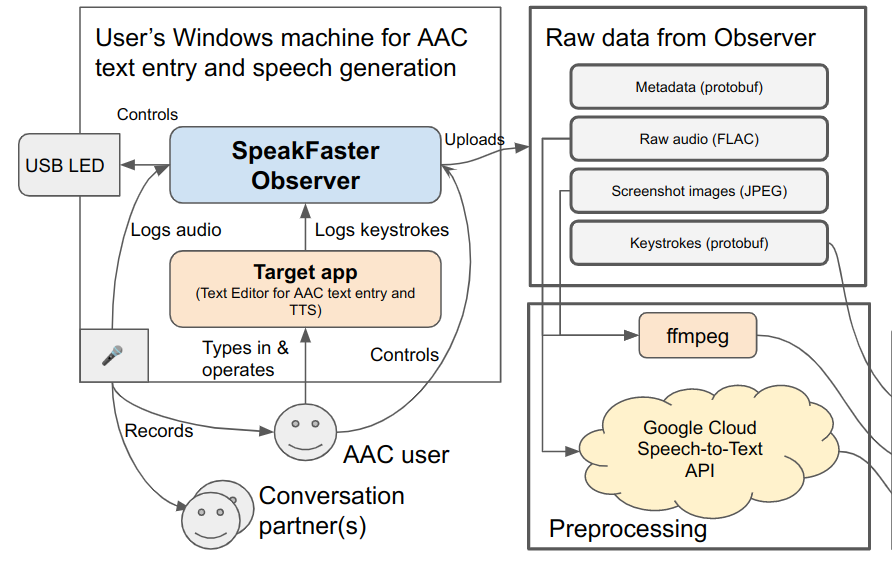 User's Windows machine for AAC
text entry and speech generation
Controls
USB LED
SpeakFaster
Observer
Uploads
Logs audio
Logs keystrokes
Target app
(Text Editor for AAC text entry and
TTS)
Types in &
operates
Controls
Records
AAC user
Conversation
partner(s)
Raw data from Observer
Metadata (protobuf)
Raw audio (FLAC)
Screenshot images (JPEG)
Keystrokes (protobuf)
ffmpeg
Google Cloud
Speech-to-Text
API
Preprocessing